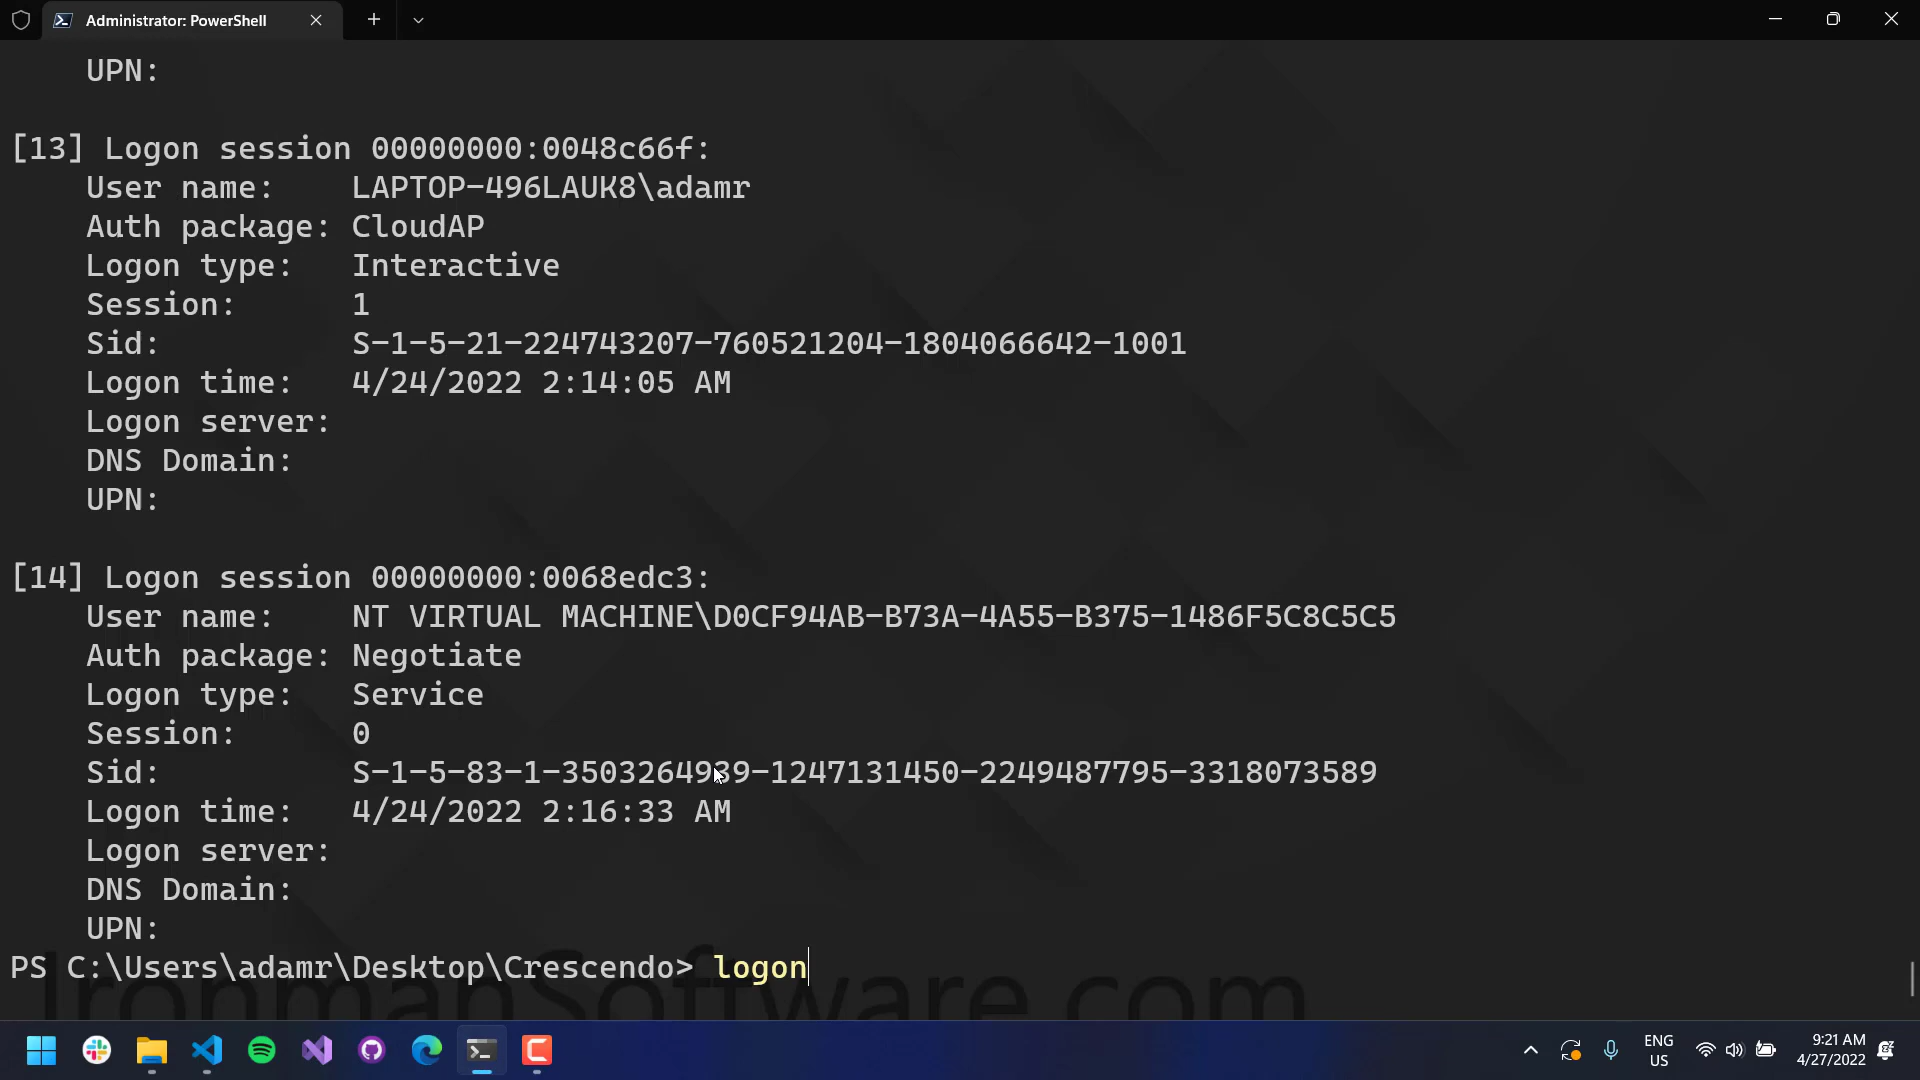 Administrator: PowerShell
UPN:
[13] Logon session 00000000:0048c66f:
User name: LAPTOP-496LAUK8\adamr
Auth package: CloudAP
Logon type: Interactive
Session: 1
Sid: S-1-5-21-224743207-760521204-1804066642-1001
Logon time: 4/24/2022 2:14:05 AM
Logon server:
DNS Domain:
UPN:
[14] Logon session 00000000:0068edc3:
User name: NT VIRTUAL MACHINE\D0CF94AB-B73A-4A55-B375-1486F5C8C5C5
Auth package: Negotiate
Logon type: Service
Session: 0
Sid: S-1-5-83-1-3503264939-1247131450-2249487795-3318073589
Logon time: 4/24/2022 2:16:33 AM
Logon server:
DNS Domain:
UPN:
PS C:\Users\adamr\Desktop\Crescendo> logon
IronmanSoftware.com
ENG
US
9:21 AM
4/27/2022